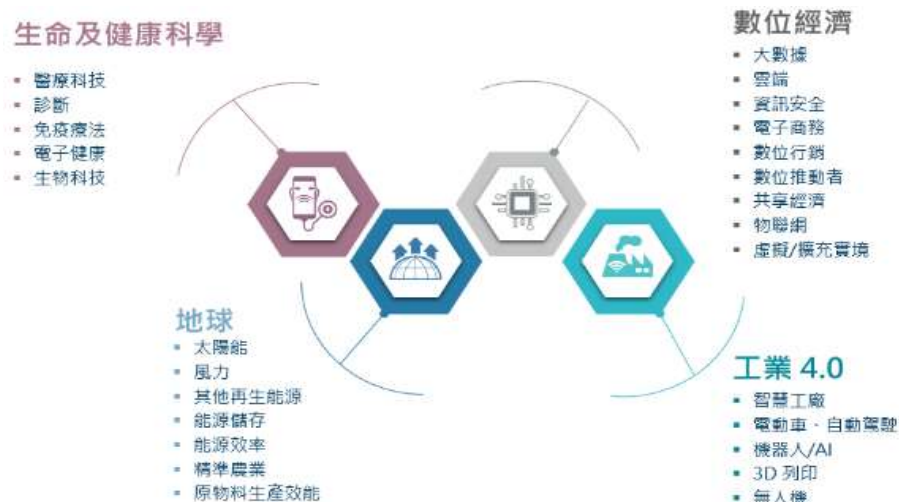 生命及健康科學
醫療科技
診斷
免疫療法
電子健康
生物科技
數位經濟
大數據
雲端
資訊安全
電子商務
數位行銷
數位推動者
共享經濟
物聯網
虛擬/擴充實境
地球
太陽能
風力
其他再生能源
能源儲存
能源效率
精準農業
原物料生產效能
工業 4.0
智慧工廠
電動車、自動駕駛
機器人/AI
3D 列印
無人機